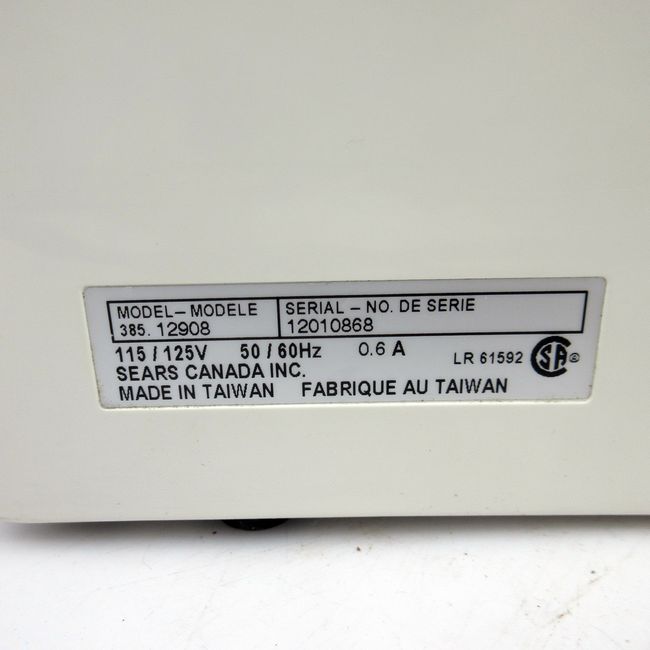 MODEL – MODELE
385. 12908
SERIAL – NO. DE SERIE
12010868
115 / 125V 50 / 60Hz 0.6 A
LR 61592 SA ®
SEARS CANADA INC.
MADE IN TAIWAN FABRIQUE AU TAIWAN